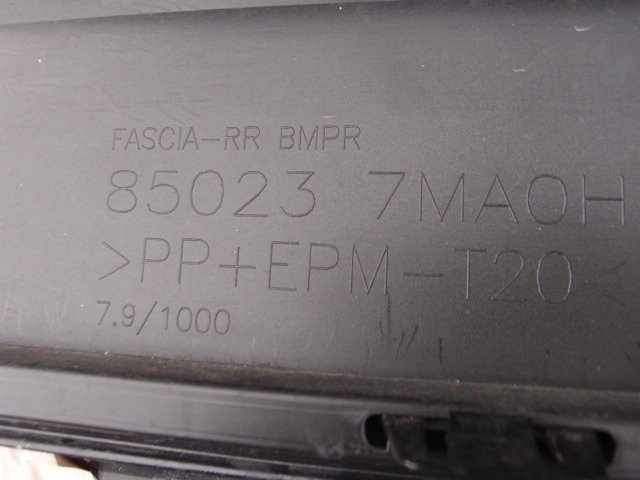 FASCIA-RR BMPR
85023 7MA0H
>PP+EPM-T20<
7.9/1000